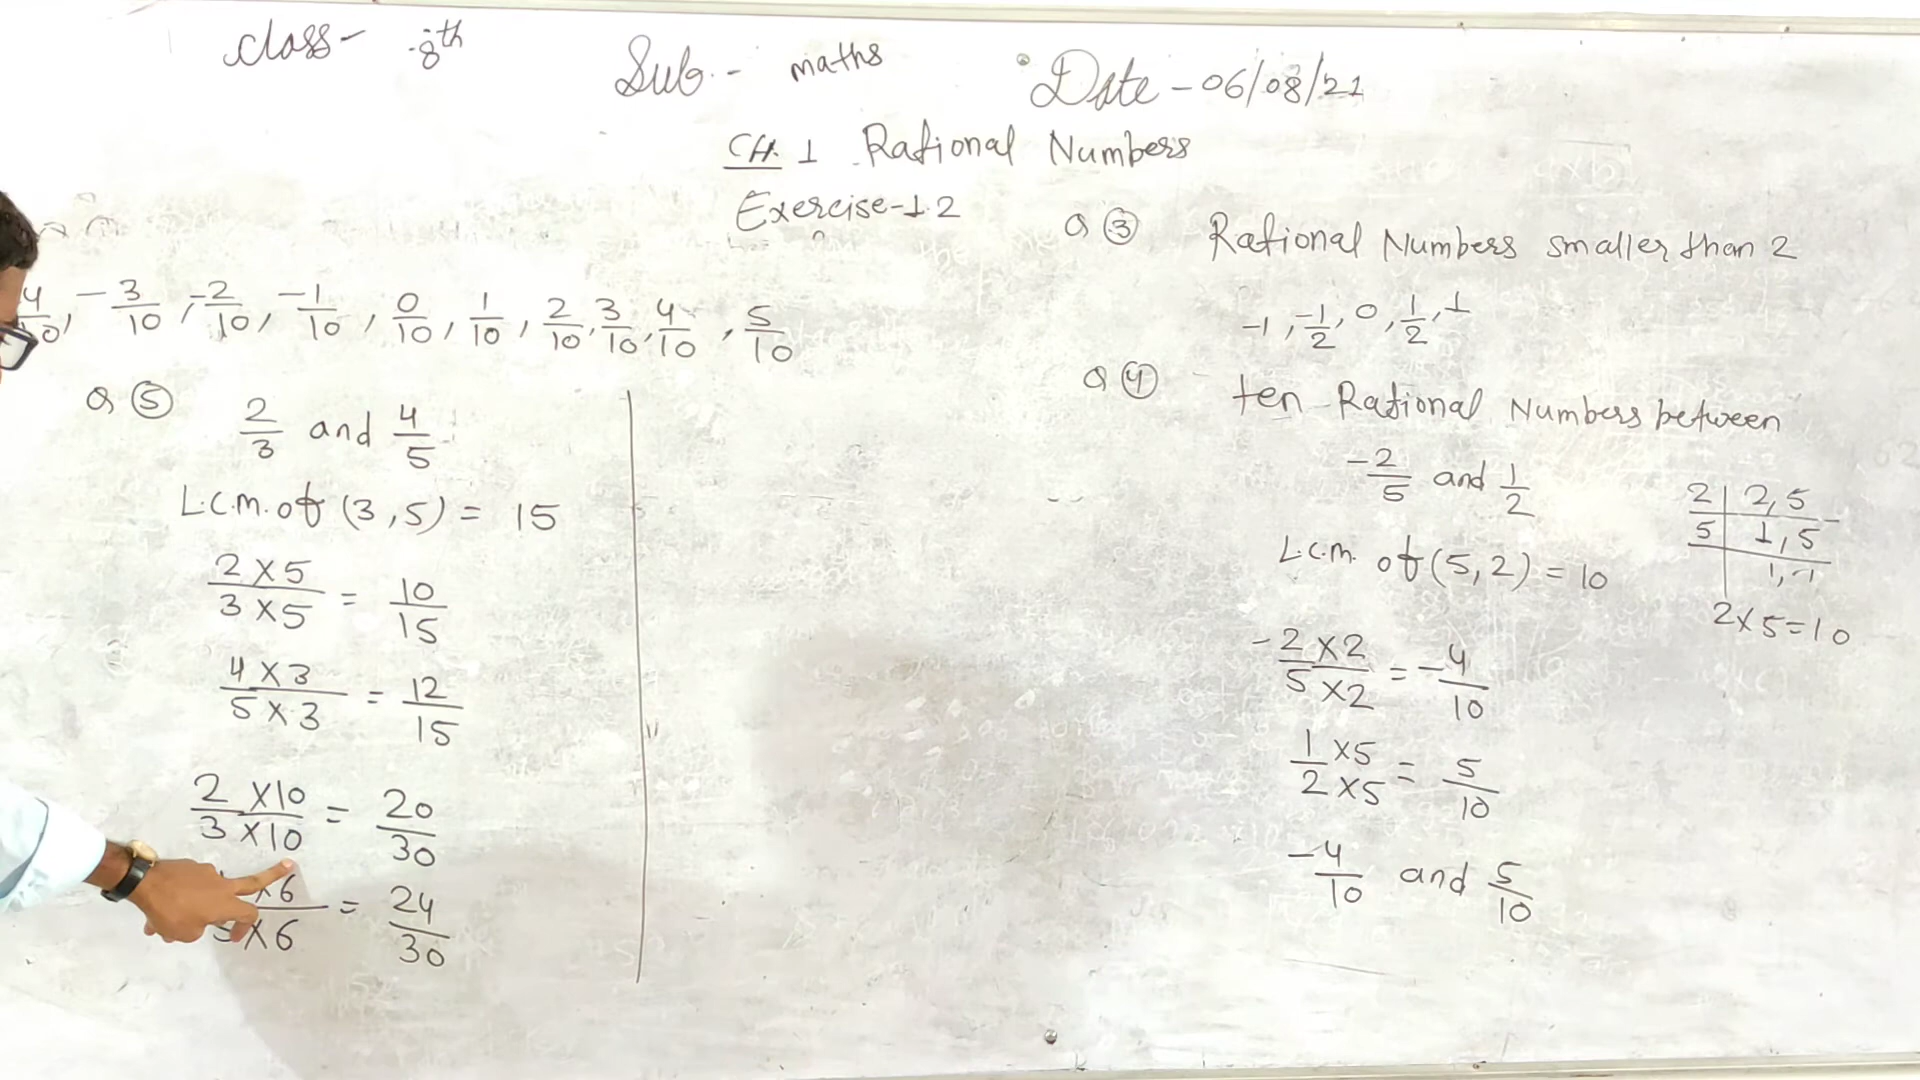 Class- 8th
Sub.- maths
Date-06/08/21
CH. 1 Rational Numbers
Exercise-1.2
4/10, -3/10, -2/10, -1/10, 0/10, 1/10, 2/10, 3/10, 4/10, 5/10
Q 5
2/3 and 4/5
L.C.M. of (3,5) = 15
2×5/3×5 = 10/15
4×3/5×3 = 12/15
2×10/3×10 = 20/30
×6/×6 = 24/30
Q 3 Rational Numbers smaller than 2
-1, -1/2, 0, 1/2, 1
Q 4 ten Rational Numbers between
-2/5 and 1/2
L.C.M. of (5,2) = 10
-2×2/5×2 = -4/10
1×5/2×5 = 5/10
-4/10 and 5/10
2 | 2,5
5 | 1,5
1,1
2×5=10